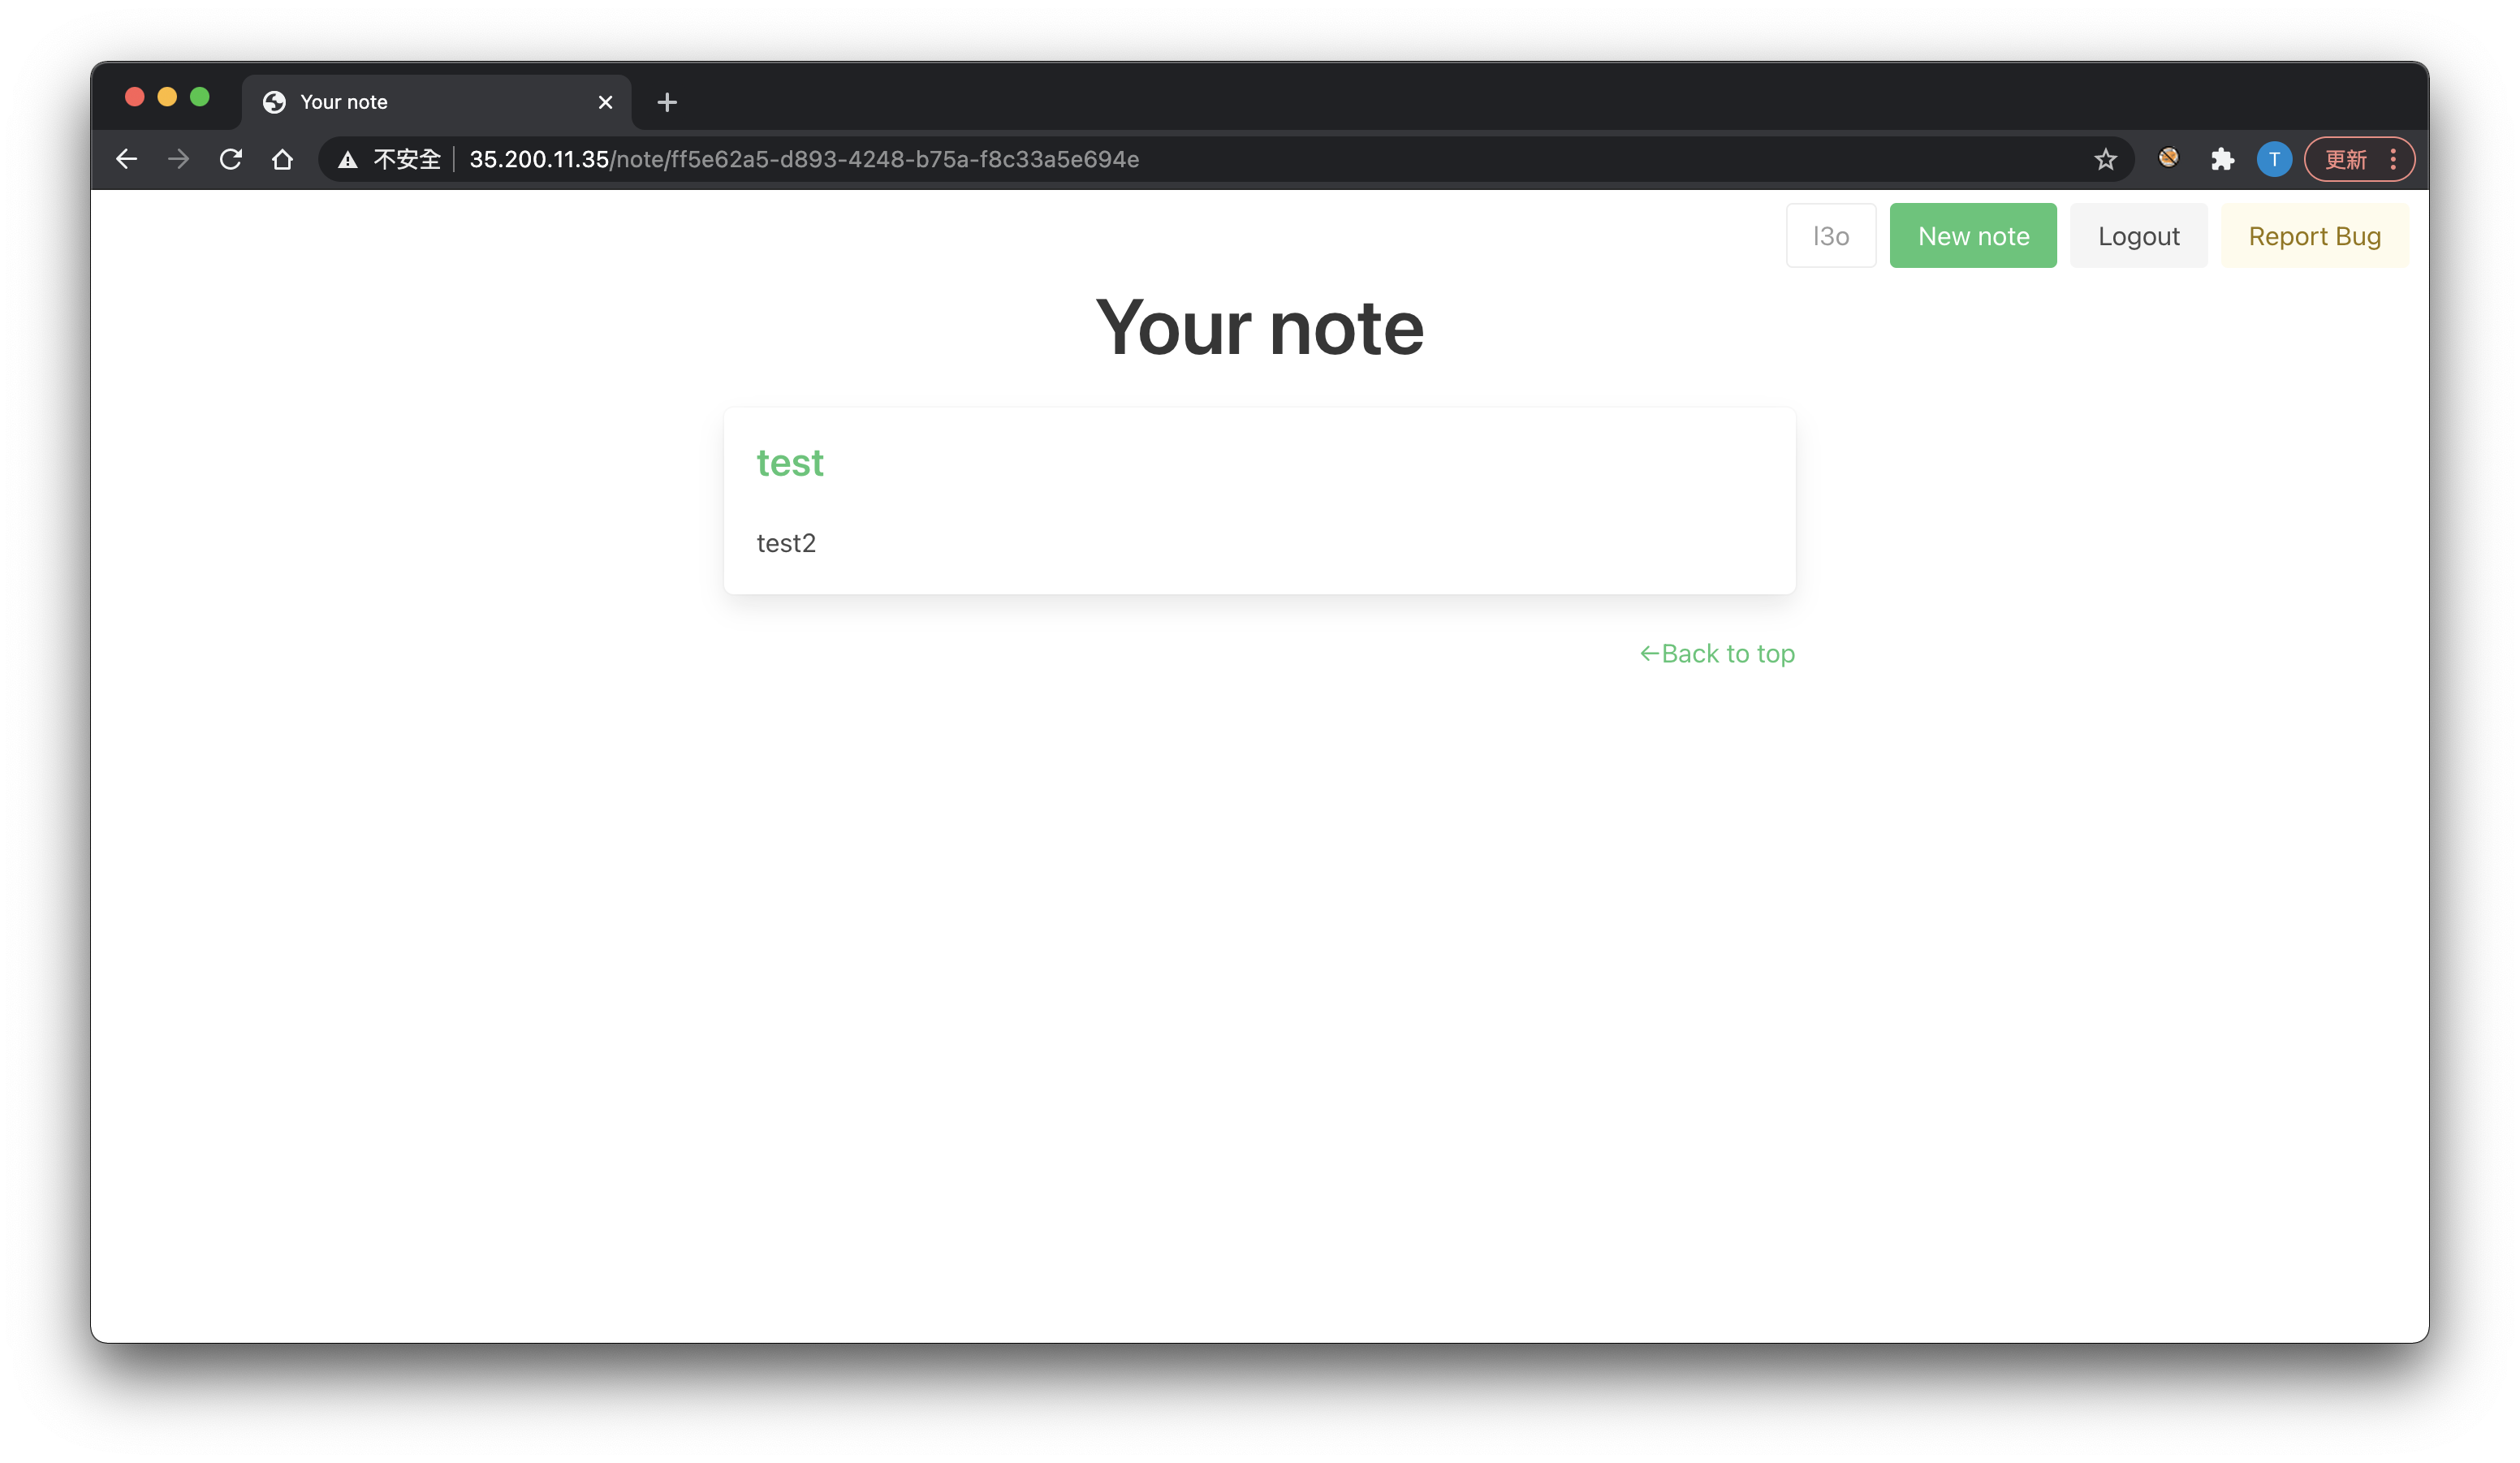 Your note
不安全 35.200.11.35/note/ff5e62a5-d893-4248-b75a-f8c33a5e694e T 更新
l3o New note Logout Report Bug
Your note
test
test2
←Back to top